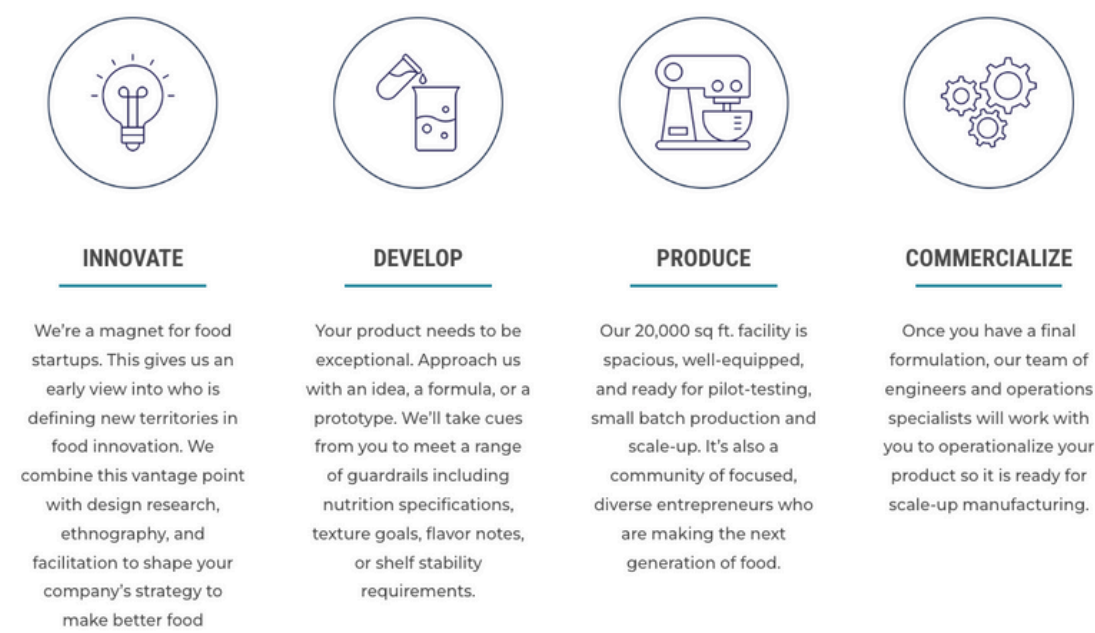 INNOVATE
We're a magnet for food
startups. This gives us an
early view into who is
defining new territories in
food innovation. We
combine this vantage point
with design research,
ethnography, and
facilitation to shape your
company's strategy to
make better food
DEVELOP
Your product needs to be
exceptional. Approach us
with an idea, a formula, or a
prototype. We'll take cues
from you to meet a range
of guardrails including
nutrition specifications,
texture goals, flavor notes,
or shelf stability
requirements.
PRODUCE
Our 20,000 sq ft. facility is
spacious, well-equipped,
and ready for pilot-testing,
small batch production and
scale-up. It's also a
community of focused,
diverse entrepreneurs who
are making the next
generation of food.
COMMERCIALIZE
Once you have a final
formulation, our team of
engineers and operations
specialists will work with
you to operationalize your
product so it is ready for
scale-up manufacturing.